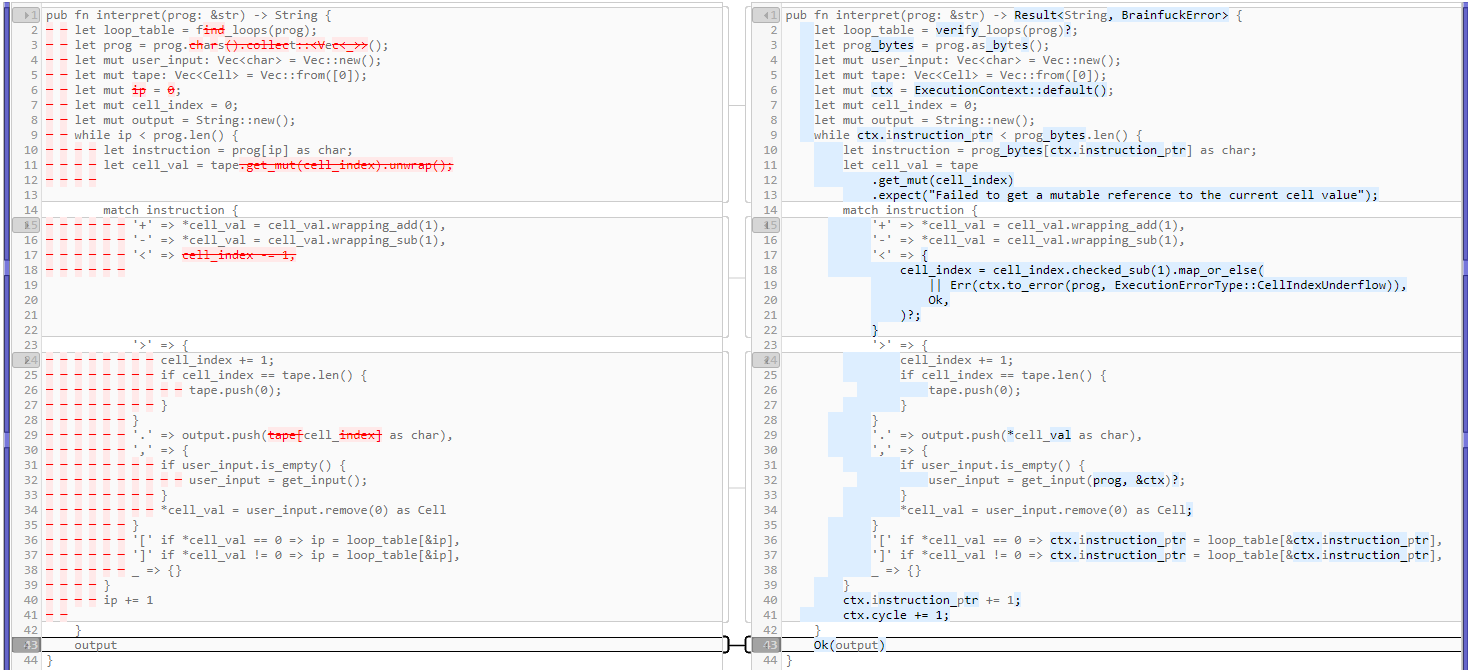 1 pub fn interpret(prog: &str) -> String {
2 let loop_table = find_loops(prog);
3 let prog = prog.chars().collect::<Vec<_>>();
4 let mut user_input: Vec<char> = Vec::new();
5 let mut tape: Vec<Cell> = Vec::from([0]);
6 let mut ip = 0;
7 let mut cell_index = 0;
8 let mut output = String::new();
9 while ip < prog.len() {
10 let instruction = prog[ip] as char;
11 let cell_val = tape.get_mut(cell_index).unwrap();
12
13
14 match instruction {
15 '+' => *cell_val = cell_val.wrapping_add(1),
16 '-' => *cell_val = cell_val.wrapping_sub(1),
17 '<' => cell_index -= 1,
18
19
20
21
22
23 '>' => {
24 cell_index += 1;
25 if cell_index == tape.len() {
26 tape.push(0);
27 }
28 }
29 '.' => output.push(tape[cell_index] as char),
30 ',' => {
31 if user_input.is_empty() {
32 user_input = get_input();
33 }
34 *cell_val = user_input.remove(0) as Cell
35 }
36 '[' if *cell_val == 0 => ip = loop_table[&ip],
37 ']' if *cell_val != 0 => ip = loop_table[&ip],
38 _ => {}
39 }
40 ip += 1
41
42 }
43 output
44 }
1 pub fn interpret(prog: &str) -> Result<String, BrainfuckError> {
2 let loop_table = verify_loops(prog)?;
3 let prog_bytes = prog.as_bytes();
4 let mut user_input: Vec<char> = Vec::new();
5 let mut tape: Vec<Cell> = Vec::from([0]);
6 let mut ctx = ExecutionContext::default();
7 let mut cell_index = 0;
8 let mut output = String::new();
9 while ctx.instruction_ptr < prog_bytes.len() {
10 let instruction = prog_bytes[ctx.instruction_ptr] as char;
11 let cell_val = tape
12 .get_mut(cell_index)
13 .expect("Failed to get a mutable reference to the current cell value");
14 match instruction {
15 '+' => *cell_val = cell_val.wrapping_add(1),
16 '-' => *cell_val = cell_val.wrapping_sub(1),
17 '<' => {
18 cell_index = cell_index.checked_sub(1).map_or_else(
19 || Err(ctx.to_error(prog, ExecutionErrorType::CellIndexUnderflow)),
20 Ok,
21 )?;
22 }
23 '>' => {
24 cell_index += 1;
25 if cell_index == tape.len() {
26 tape.push(0);
27 }
28 }
29 '.' => output.push(*cell_val as char),
30 ',' => {
31 if user_input.is_empty() {
32 user_input = get_input(prog, &ctx)?;
33 }
34 *cell_val = user_input.remove(0) as Cell;
35 }
36 '[' if *cell_val == 0 => ctx.instruction_ptr = loop_table[&ctx.instruction_ptr],
37 ']' if *cell_val != 0 => ctx.instruction_ptr = loop_table[&ctx.instruction_ptr],
38 _ => {}
39 }
40 ctx.instruction_ptr += 1;
41 ctx.cycle += 1;
42 }
43 Ok(output)
44 }